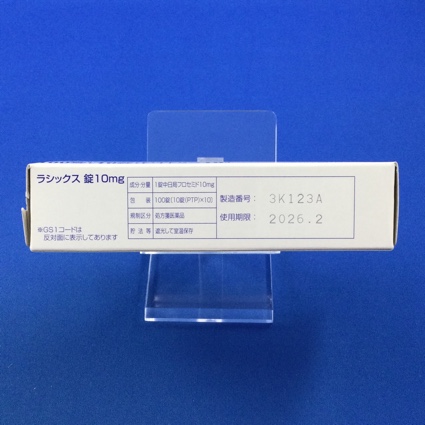 ラシックス 錠10mg
成分・分量 1錠中日局フロセミド10mg
包 装 100錠(10錠(PTP)×10)
規制区分 処方箋医薬品
貯 法 等 遮光して室温保存
製造番号: 3K123A
使用期限: 2026.2
※GS1コードは
反対面に表示してあります